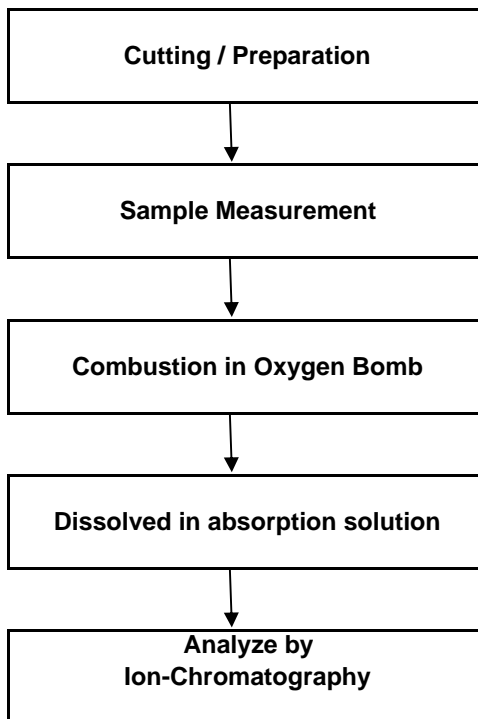 Cutting / Preparation
Sample Measurement
Combustion in Oxygen Bomb
Dissolved in absorption solution
Analyze by
Ion-Chromatography